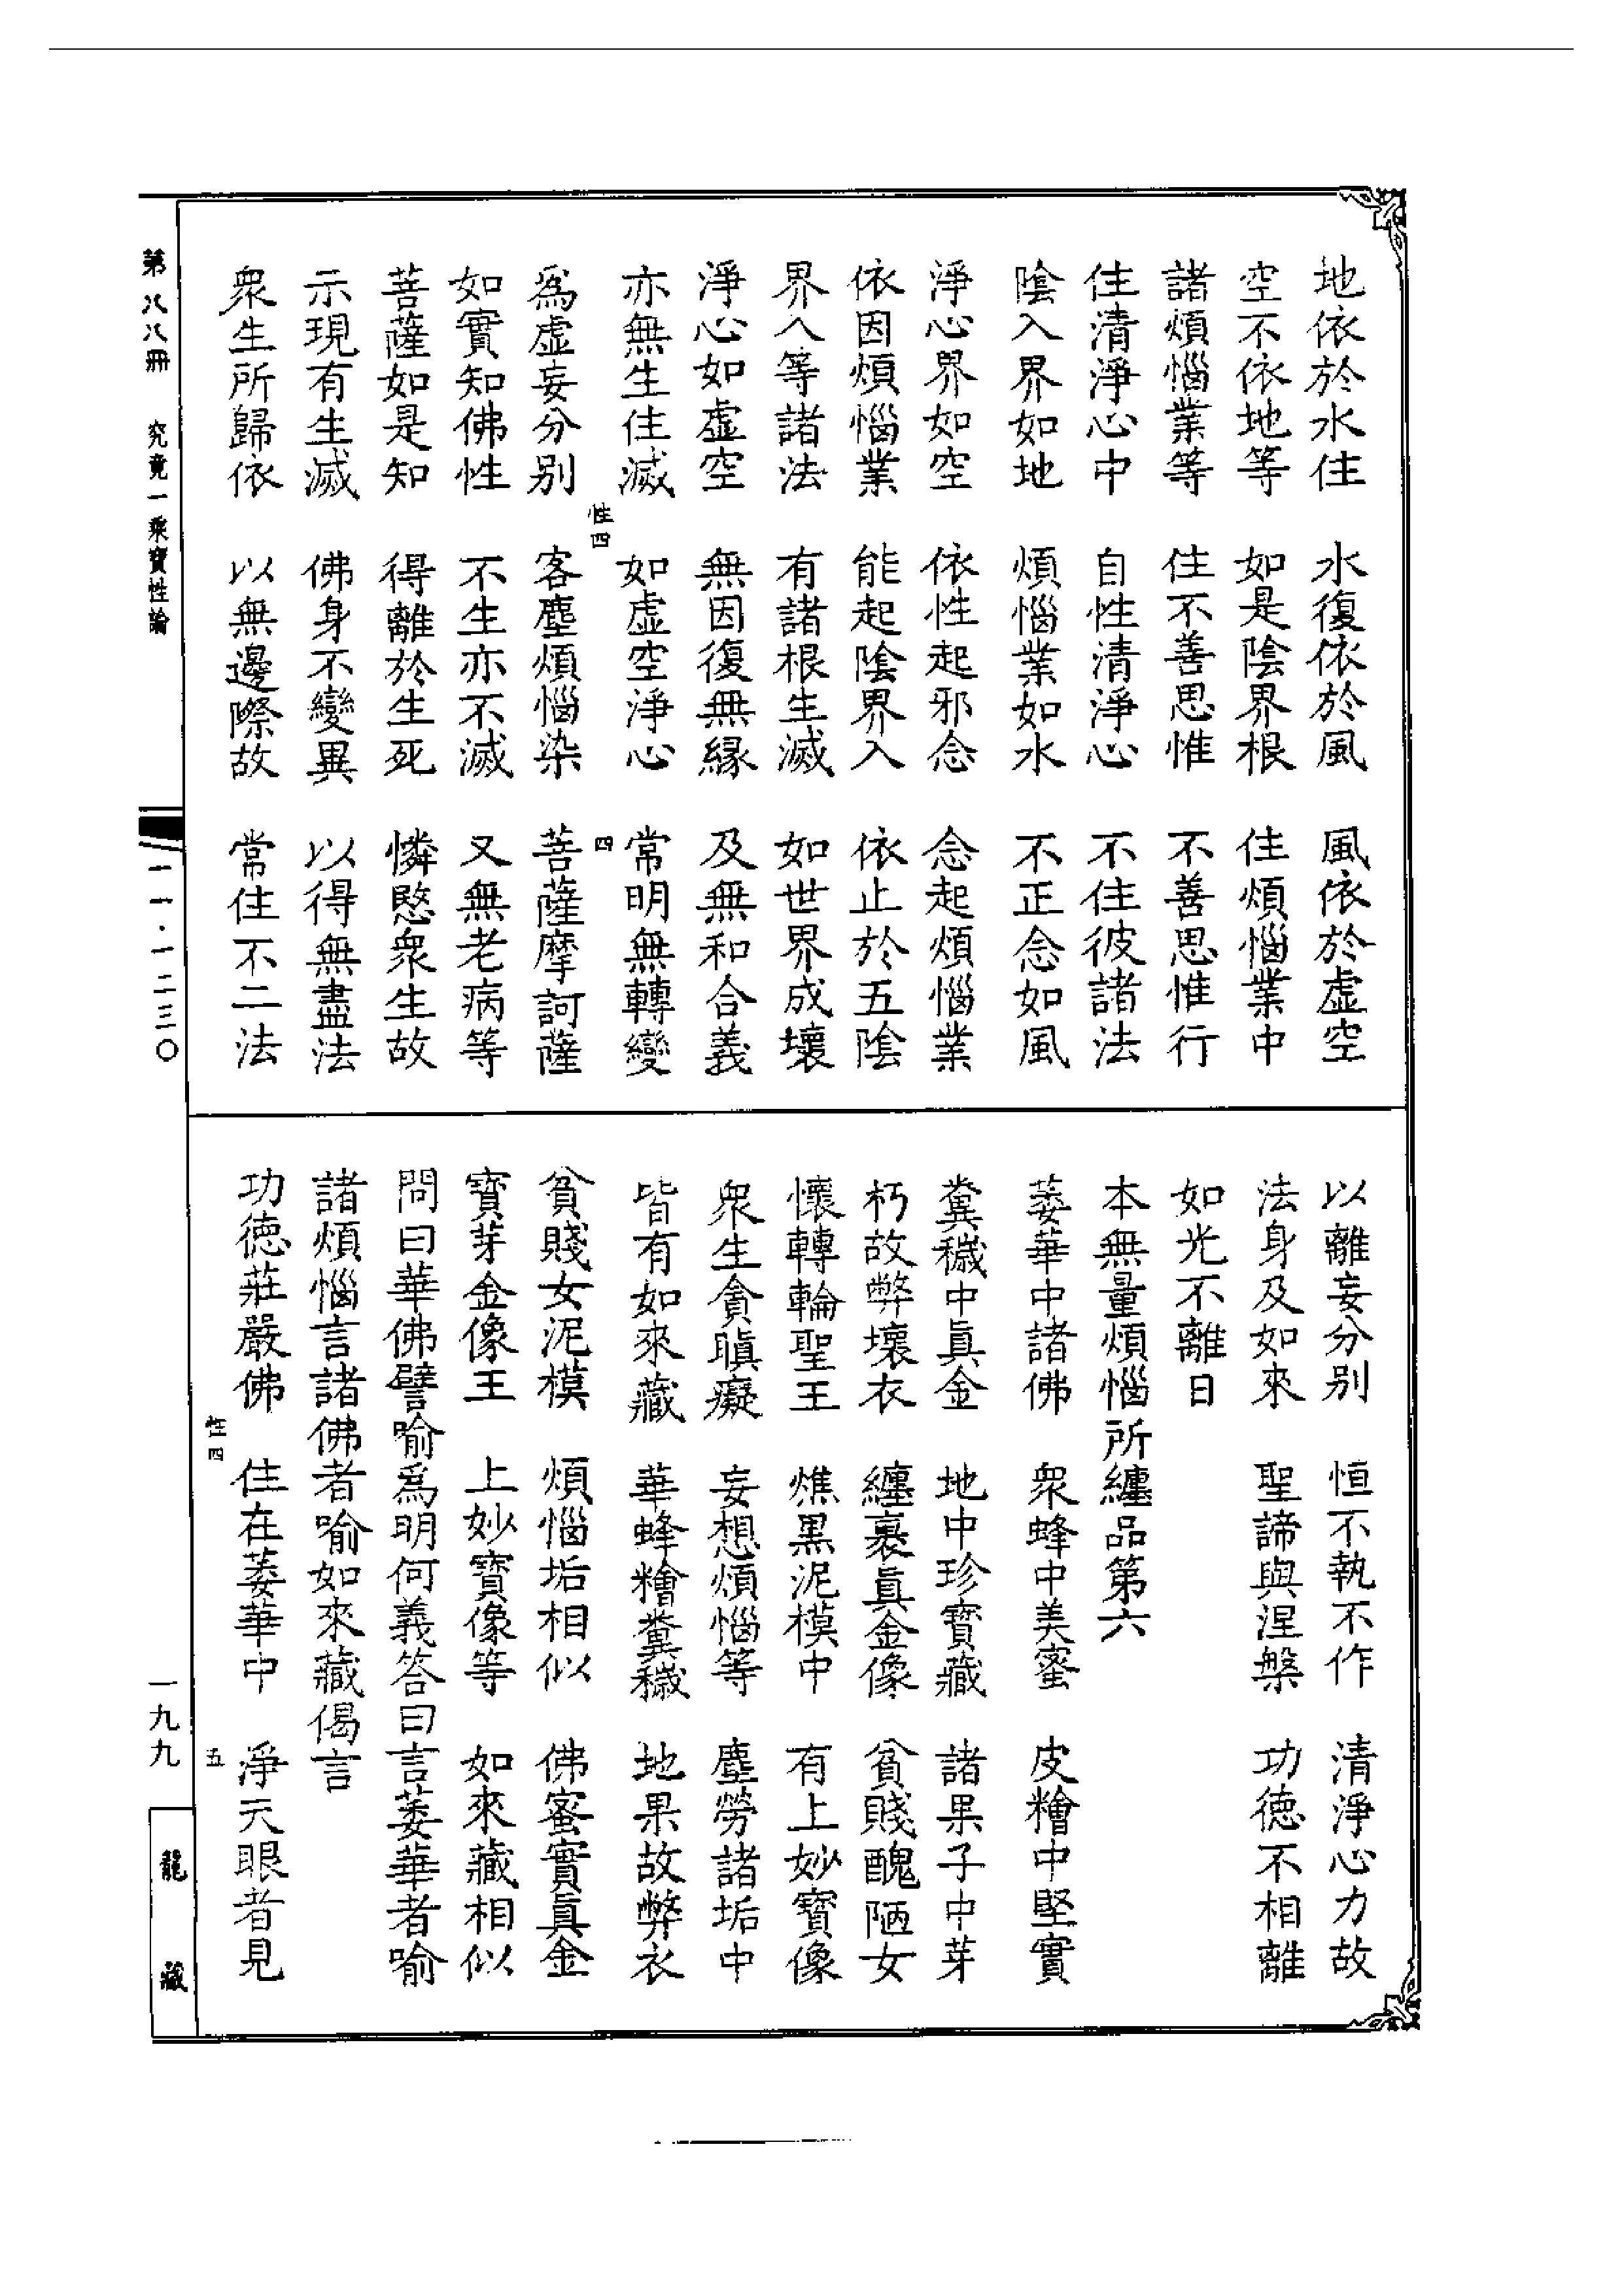 地依於水住　水復依於風　風依於虛空
空不依地等　如是陰界根　住煩惱業中
諸煩惱業等　住不善思惟　不善思惟行
住清淨心中　自性清淨心　不住彼諸法
陰入界如地　煩惱業如水　不正念如風
淨心界如空　依性起邪念　念起煩惱業
依因煩惱業　能起陰界入　依止於五陰
界入等諸法　有諸根生滅　如世界成壞
淨心如虛空　無因復無緣　及無和合義
亦無生住滅　如虛空淨心　常明無轉變
性四　四
為虛妄分別　客塵煩惱染　菩薩摩訶薩
如實知佛性　不生亦不滅　又無老病等
菩薩如是知　得離於生死　憐愍眾生故
示現有生滅　佛身不變異　以得無盡法
眾生所歸依　以無邊際故　常住不二法
以離妄分別　恒不執不作　清淨心力故
法身及如來　聖諦與涅槃　功德不相離
如光不離日
本無量煩惱所纏品第六
萎華中諸佛　眾蜂中美蜜　皮糩中堅實
糞穢中真金　地中珍寶藏　諸果子中芽
朽故弊壞衣　纏裹真金像　貧賤醜陋女
懷轉輪聖王　燋黑泥模中　有上妙寶像
眾生貪瞋癡　妄想煩惱等　塵勞諸垢中
皆有如來藏　華蜂糩糞穢　地果故弊衣
貧賤女泥模　煩惱垢相似　佛蜜實真金
寶芽金像王　上妙寶像等　如來藏相似
問曰華佛譬喻為明何義答曰言萎華者喻
諸煩惱言諸佛者喻如來藏偈言
功德莊嚴佛　住在萎華中　淨天眼者見
性四　五
第八八冊　究竟一乘寶性論　一一·一二三〇　一九九　龍藏